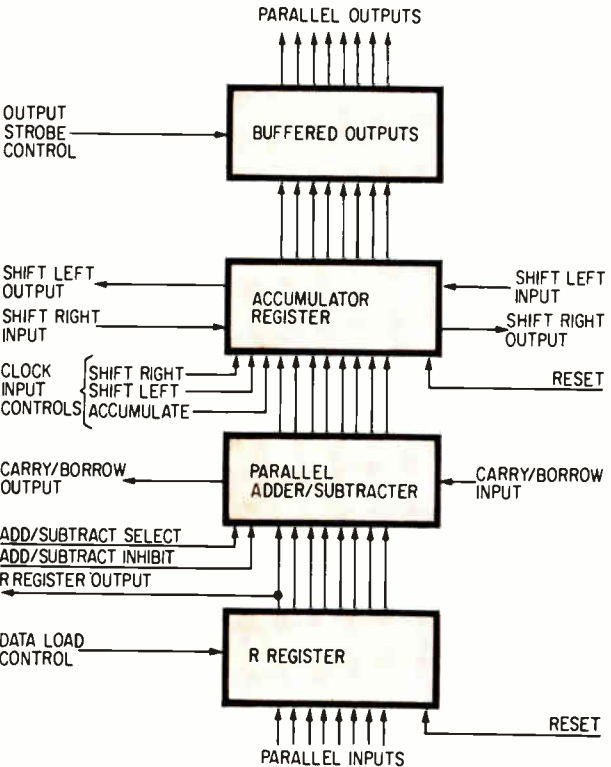 PARALLEL OUTPUTS
OUTPUT
STROBE
CONTROL
BUFFERED OUTPUTS
SHIFT LEFT
OUTPUT
SHIFT RIGHT
INPUT
ACCUMULATOR
REGISTER
SHIFT LEFT
INPUT
SHIFT RIGHT
OUTPUT
CLOCK
INPUT
CONTROLS
SHIFT RIGHT
SHIFT LEFT
ACCUMULATE
RESET
CARRY/BORROW
OUTPUT
PARALLEL
ADDER/SUBTRACTER
CARRY/BORROW
INPUT
ADD/SUBTRACT SELECT
ADD/SUBTRACT INHIBIT
R REGISTER OUTPUT
DATA LOAD
CONTROL
R REGISTER
RESET
PARALLEL INPUTS